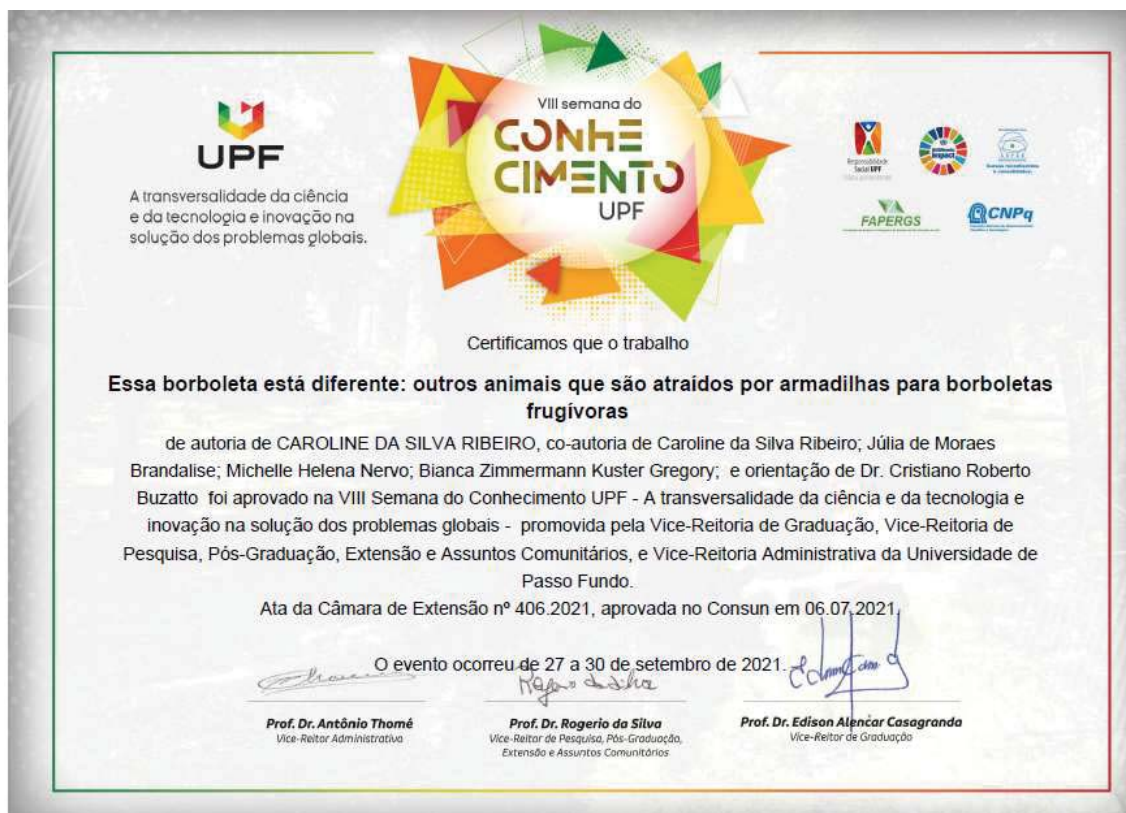 UPF
A transversalidade da ciência
e da tecnologia e inovação na
solução dos problemas globais.
VIII semana do
CONHE
CIMENTO
UPF
Responsabilidade
Social UPF
FAPERGS
CNPq
Certificamos que o trabalho
Essa borboleta está diferente: outros animais que são atraídos por armadilhas para borboletas
frugívoras
de autoria de CAROLINE DA SILVA RIBEIRO, co-autoria de Caroline da Silva Ribeiro; Júlia de Moraes
Brandalise; Michelle Helena Nervo; Bianca Zimmermann Kuster Gregory; e orientação de Dr. Cristiano Roberto
Buzatto foi aprovado na VIII Semana do Conhecimento UPF - A transversalidade da ciência e da tecnologia e
inovação na solução dos problemas globais - promovida pela Vice-Reitoria de Graduação, Vice-Reitoria de
Pesquisa, Pós-Graduação, Extensão e Assuntos Comunitários, e Vice-Reitoria Administrativa da Universidade de
Passo Fundo.
Ata da Câmara de Extensão nº 406.2021, aprovada no Consun em 06.07.2021.
O evento ocorreu de 27 a 30 de setembro de 2021.
Rogerio da Silva
Prof. Dr. Antônio Thomé
Vice-Reitor Administrativo
Prof. Dr. Rogerio da Silva
Vice-Reitor de Pesquisa, Pós-Graduação,
Extensão e Assuntos Comunitários
Prof. Dr. Edison Alencar Casagranda
Vice-Reitor de Graduação